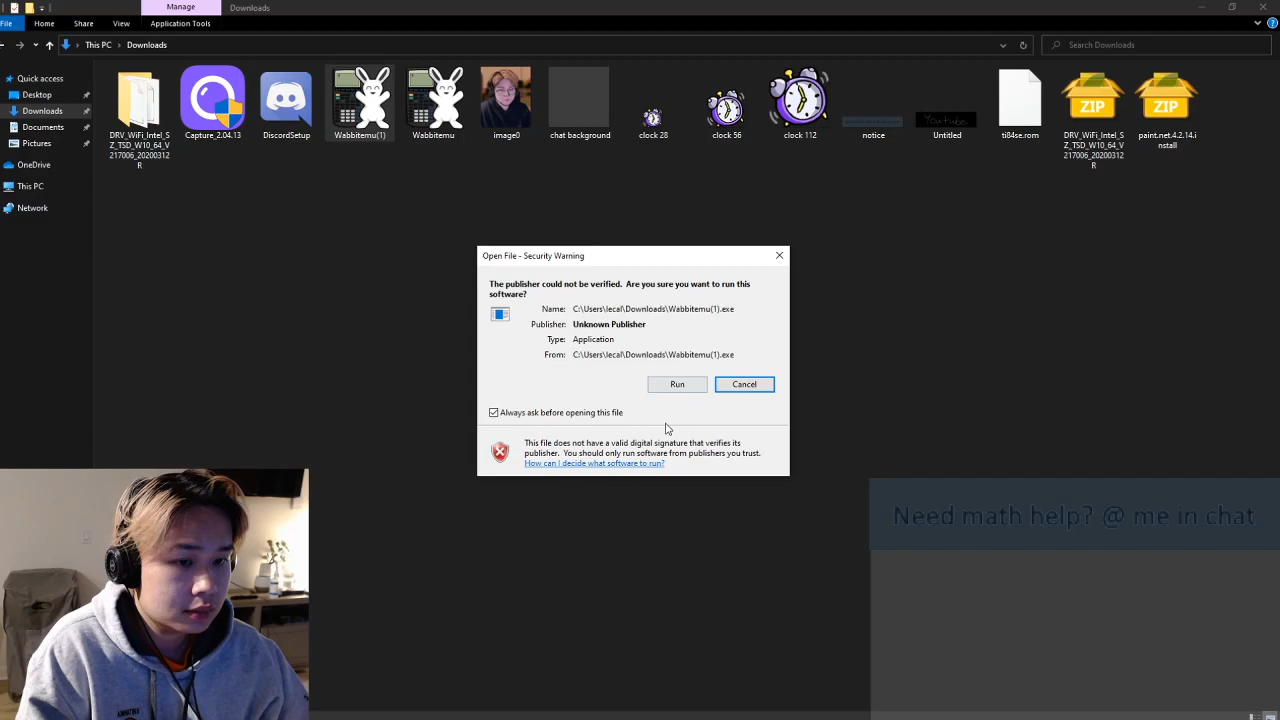 Manage
Downloads
File
Home
Share
View
Application Tools
This PC
Downloads
Search Downloads
Quick access
Desktop
Downloads
Documents
Pictures
OneDrive
This PC
Network
DRV_WiFi_Intel_S
Z_TSD_W10_64_V
217006_20200312
R
Capture_2.04.13
DiscordSetup
Wabbitemu(1)
Wabbitemu
image0
chat background
clock 28
clock 56
clock 112
notice
Youtube
Untitled
ti84se.rom
ZIP
DRV_WiFi_Intel_S
Z_TSD_W10_64_V
217006_20200312
R
ZIP
paint.net.4.2.14.i
nstall
Open File - Security Warning
The publisher could not be verified. Are you sure you want to run this
software?
Name: C:\Users\lecal\Downloads\Wabbitemu(1).exe
Publisher: Unknown Publisher
Type: Application
From: C:\Users\lecal\Downloads\Wabbitemu(1).exe
Run
Cancel
Always ask before opening this file
This file does not have a valid digital signature that verifies its
publisher. You should only run software from publishers you trust.
How can I decide what software to run?
Need math help? @ me in chat